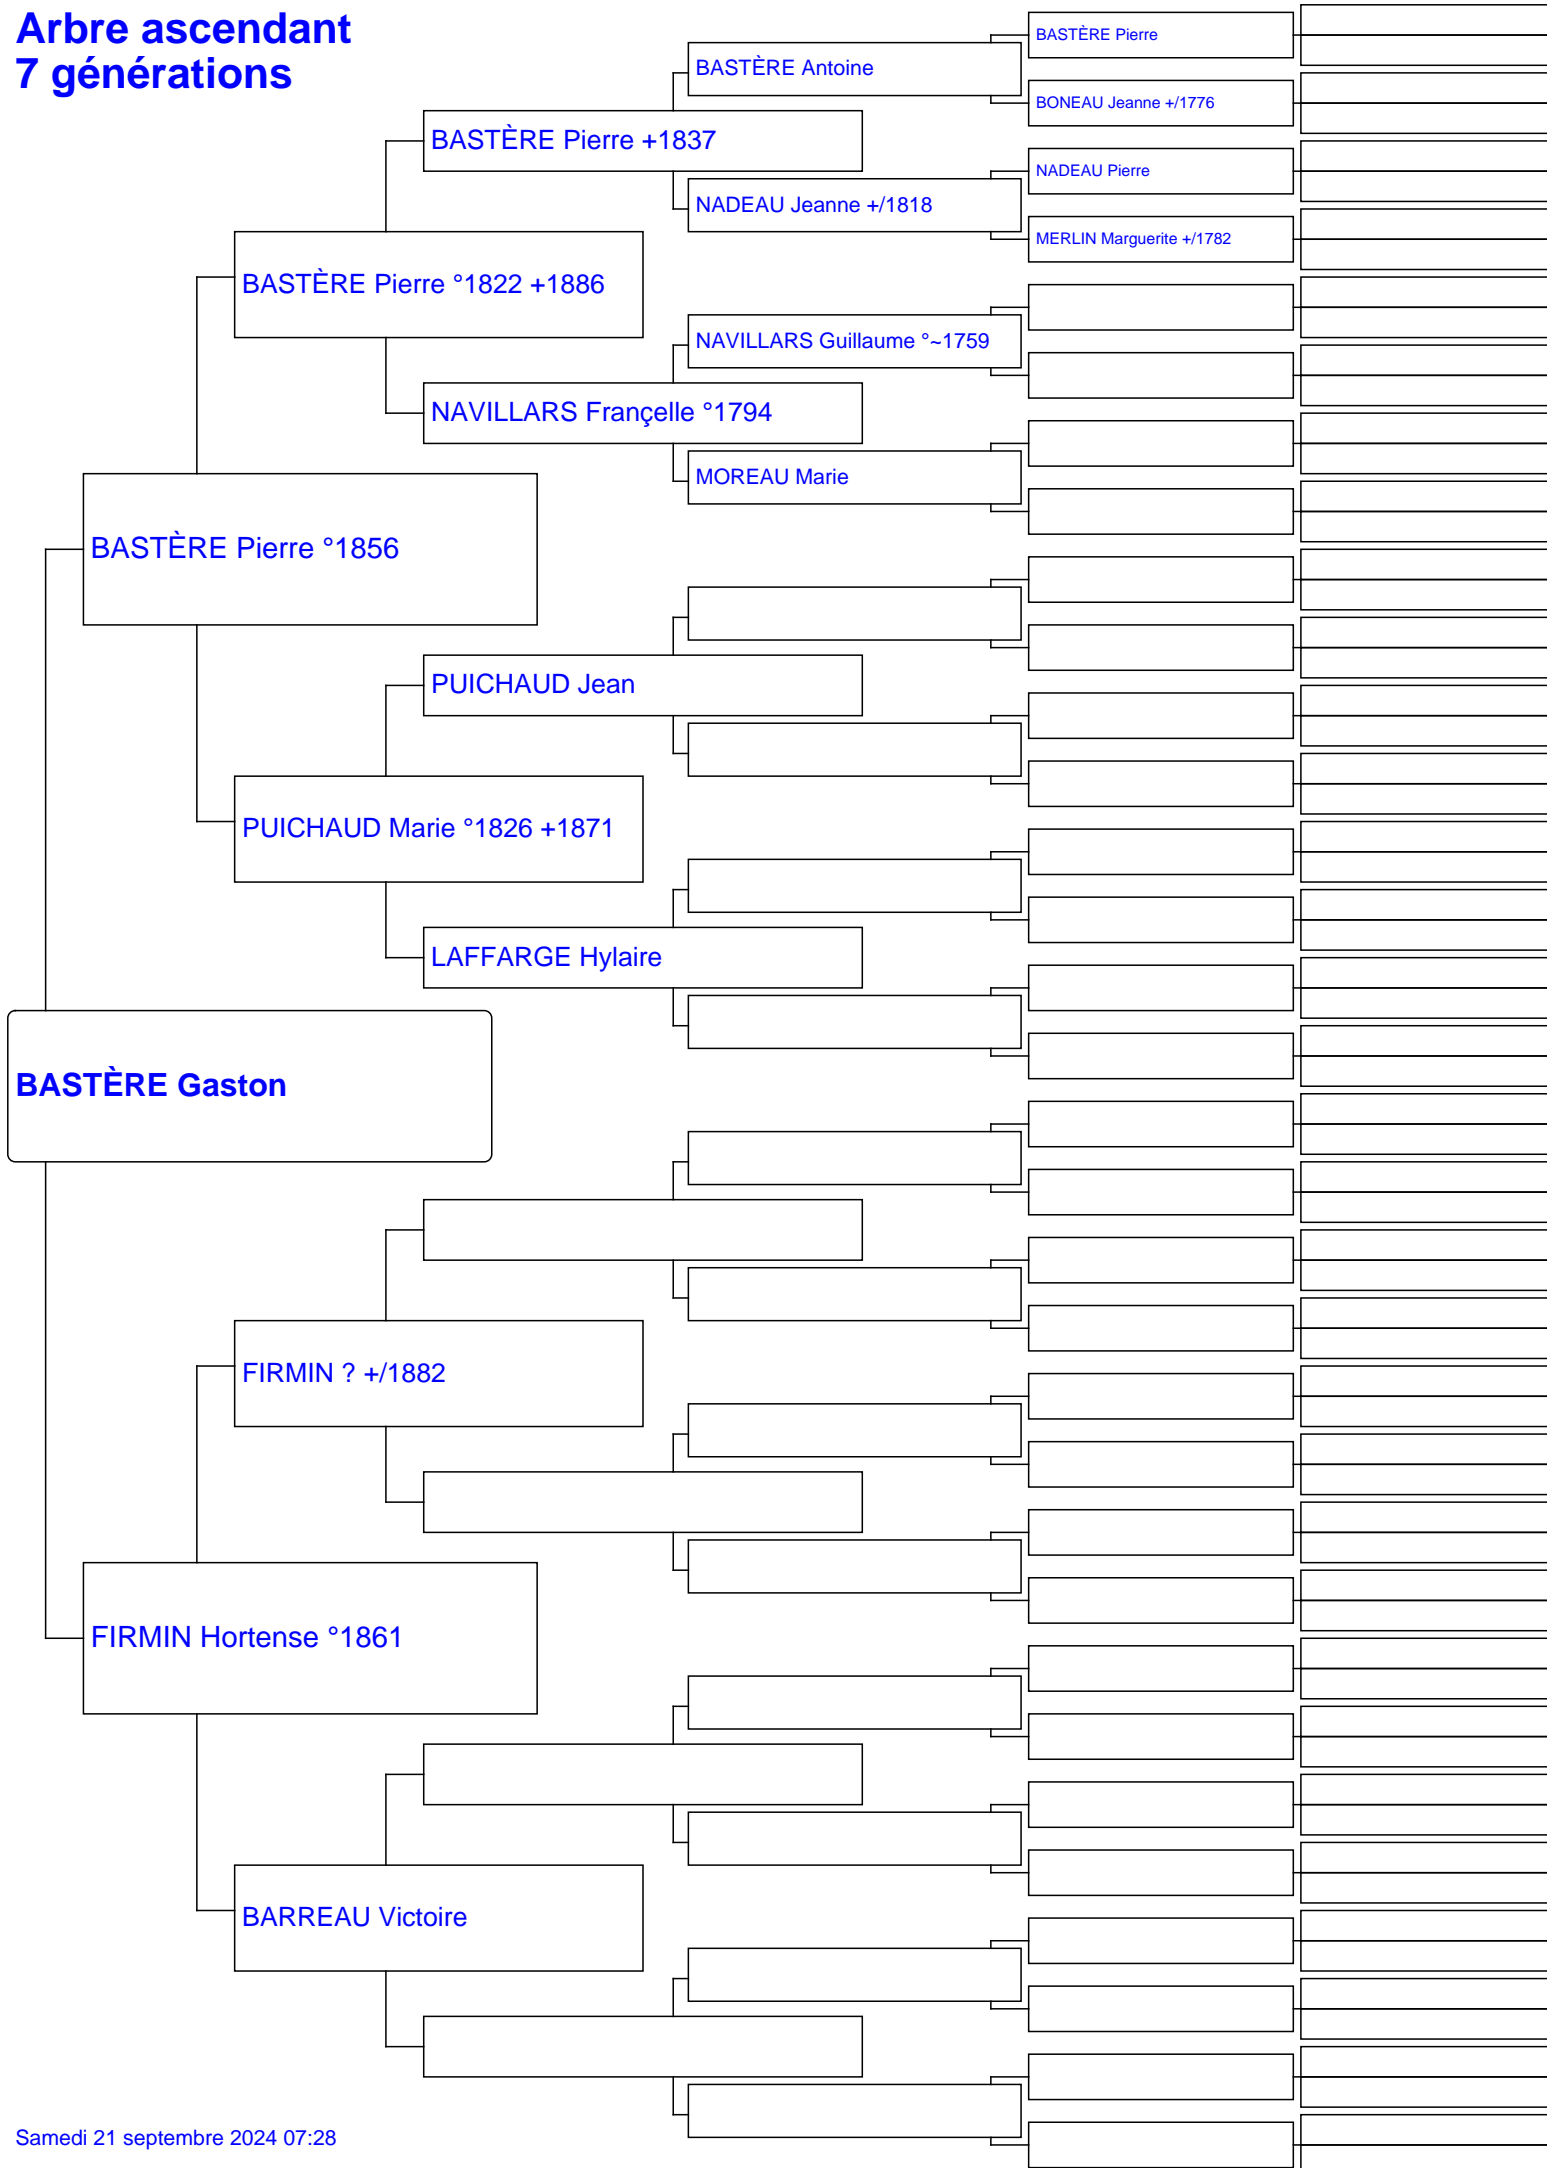 Arbre ascendant
7 générations
BASTÈRE Pierre
BASTÈRE Antoine
BONEAU Jeanne +/1776
BASTÈRE Pierre +1837
NADEAU Pierre
NADEAU Jeanne +/1818
MERLIN Marguerite +/1782
BASTÈRE Pierre °1822 +1886
NAVILLARS Guillaume °~1759
NAVILLARS Françelle °1794
MOREAU Marie
BASTÈRE Pierre °1856
PUICHAUD Jean
PUICHAUD Marie °1826 +1871
LAFFARGE Hylaire
BASTÈRE Gaston
FIRMIN ? +/1882
FIRMIN Hortense °1861
BARREAU Victoire
Samedi 21 septembre 2024 07:28